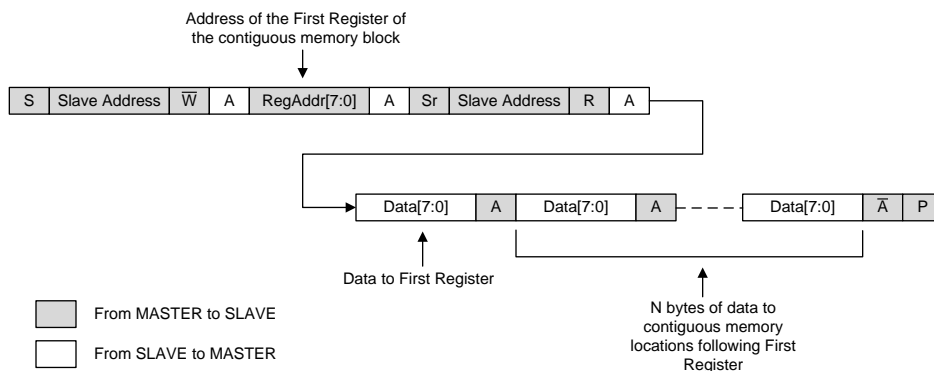 Address of the First Register of
the contiguous memory block
S Slave Address W̅ A RegAddr[7:0] A Sr Slave Address R A
Data[7:0] A Data[7:0] A Data[7:0] A̅ P
Data to First Register
N bytes of data to
contiguous memory
locations following First
Register
From MASTER to SLAVE
From SLAVE to MASTER